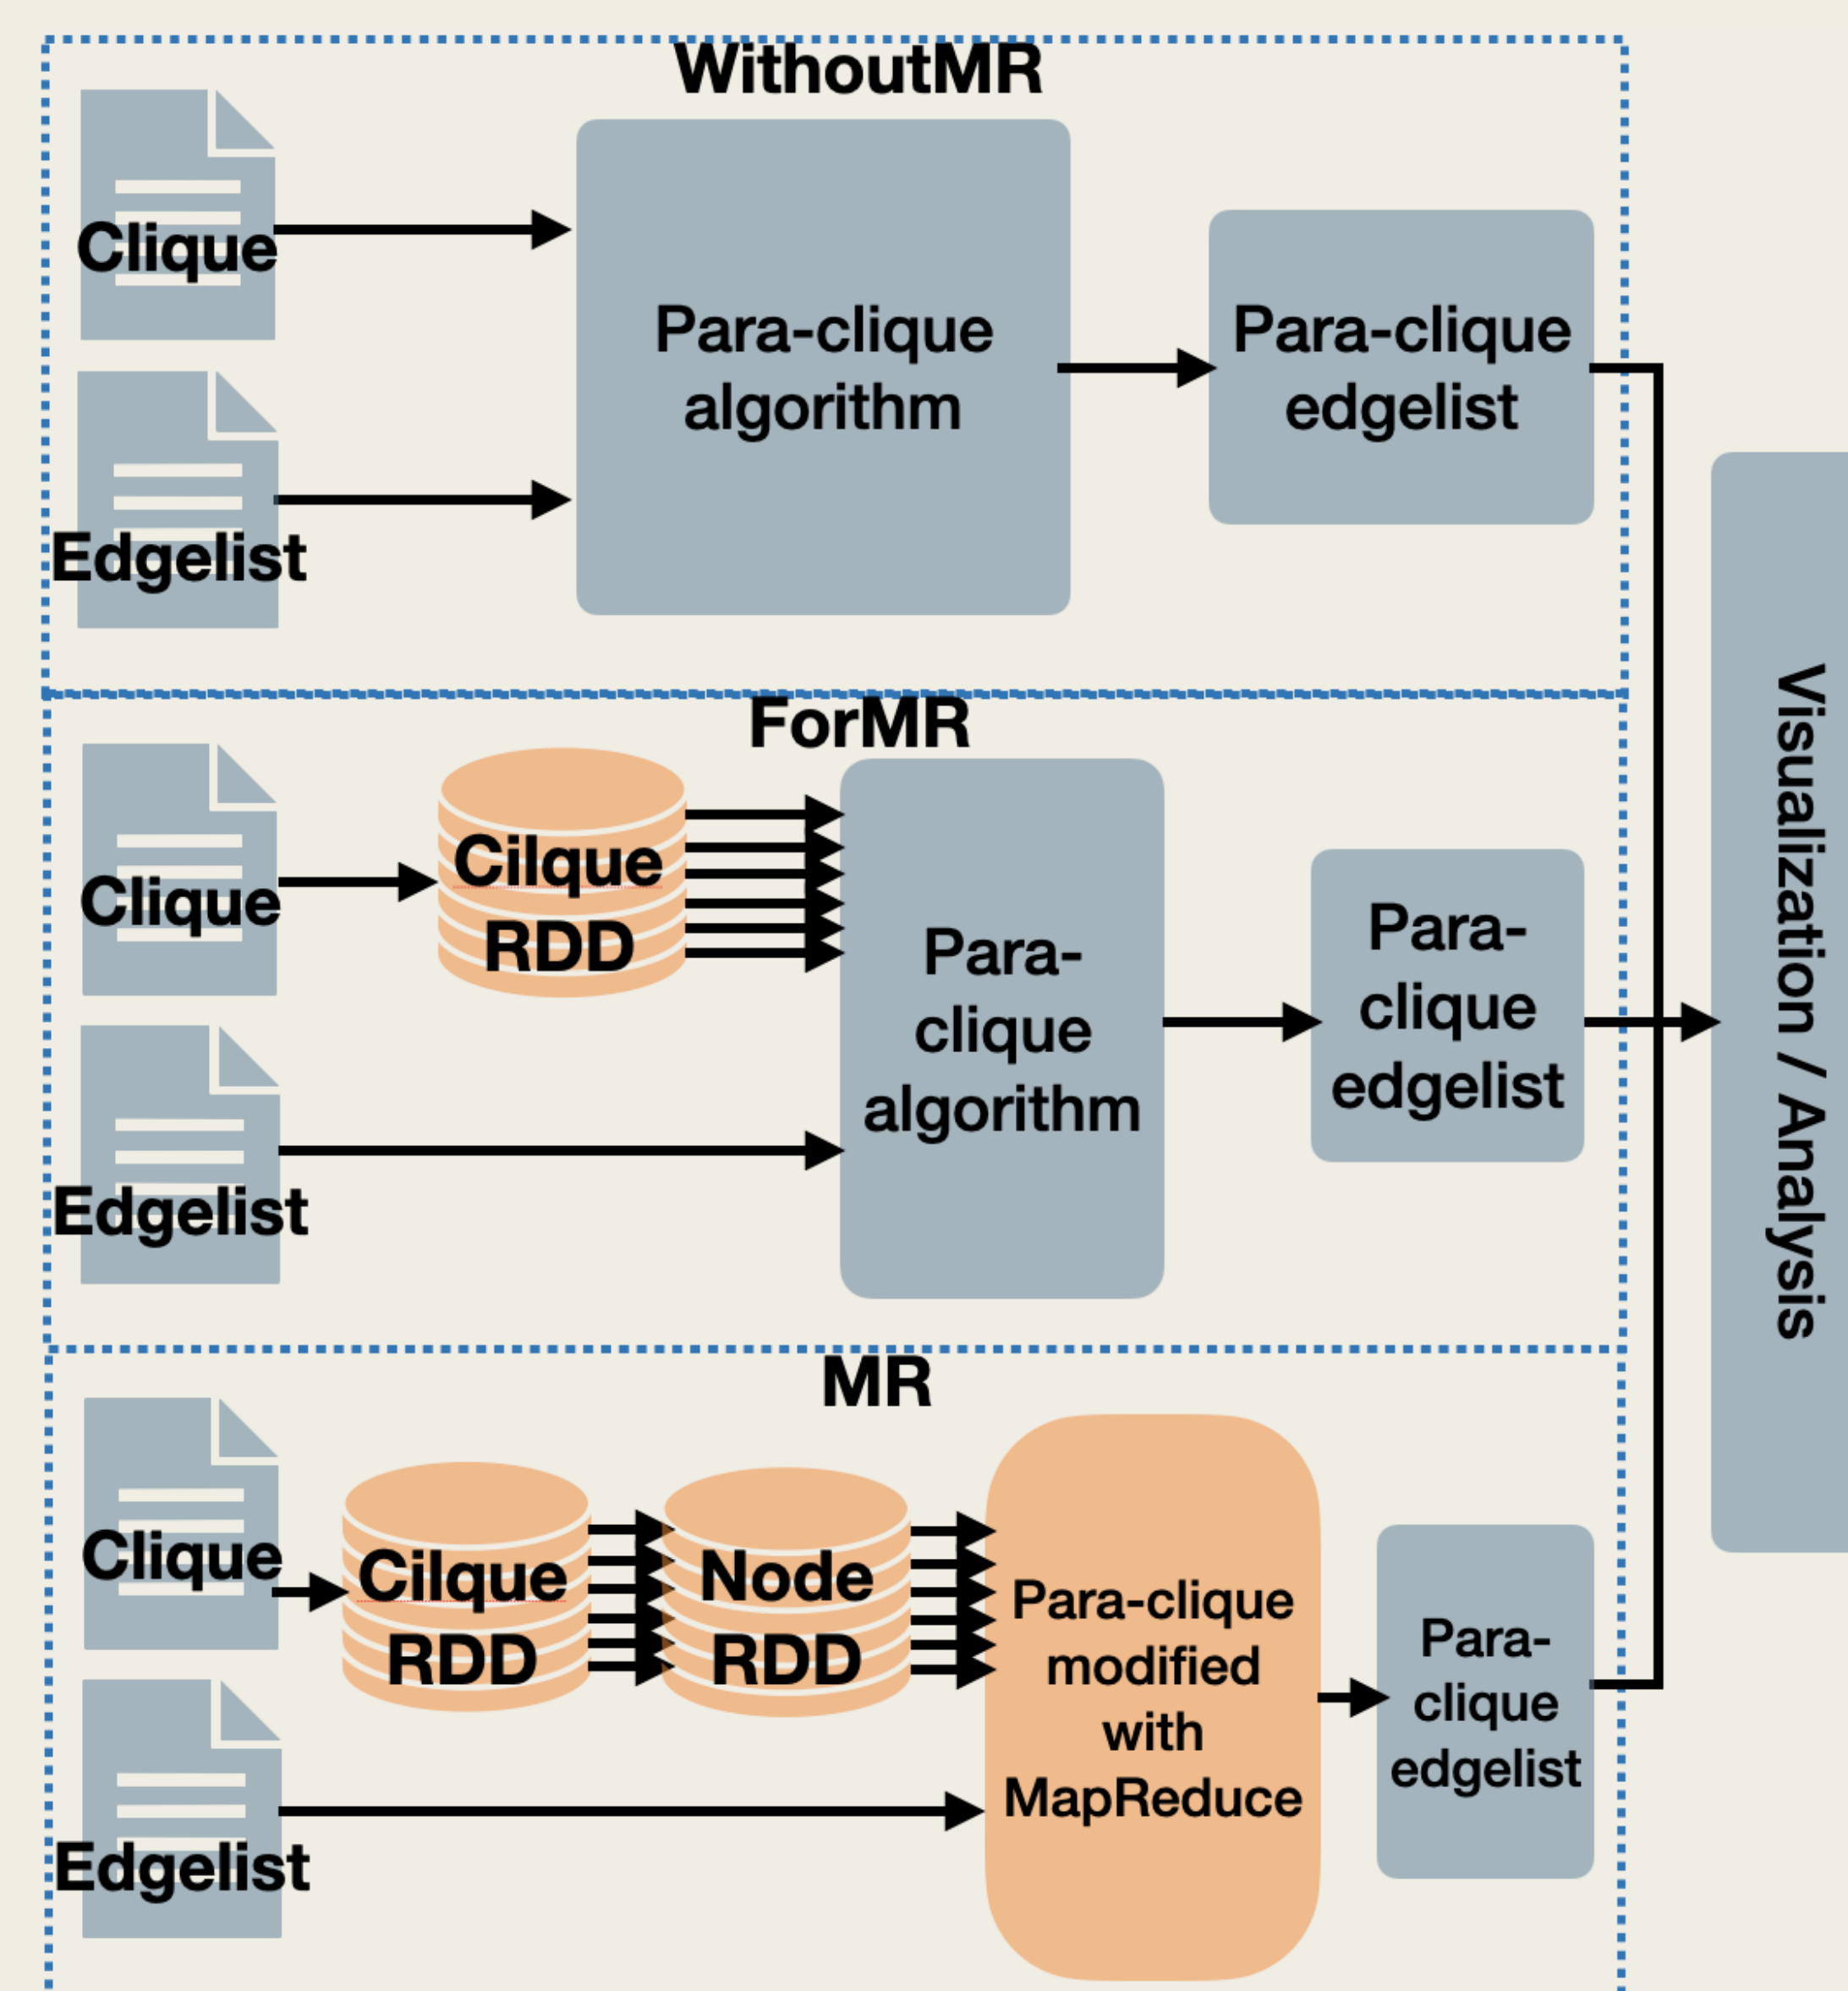 WithoutMR
Clique
Edgelist
Para-clique
algorithm
Para-clique
edgelist
ForMR
Clique
Edgelist
Cilque
RDD
Para-
clique
algorithm
Para-
clique
edgelist
MR
Clique
Edgelist
Cilque
RDD
Node
RDD
Para-clique
modified
with
MapReduce
Para-
clique
edgelist
Visualization / Analysis